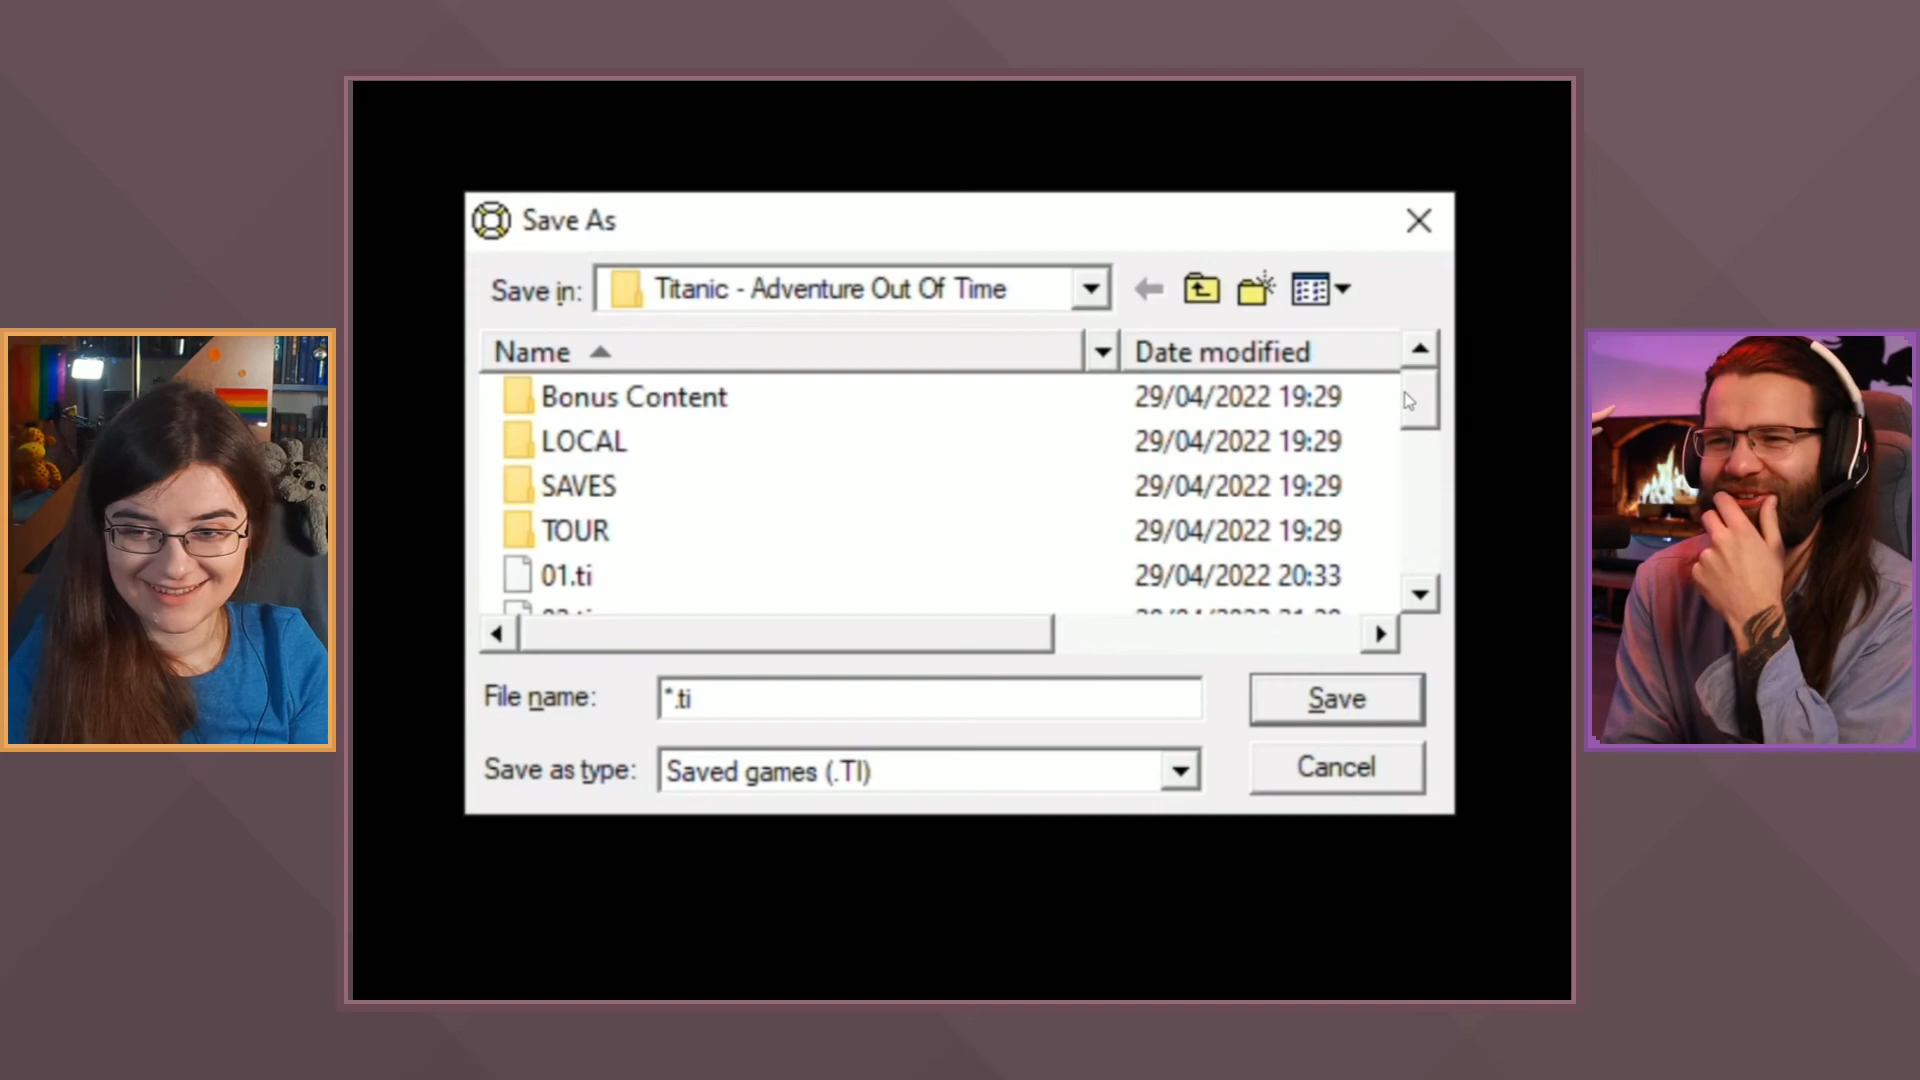 Save As
Save in: Titanic - Adventure Out Of Time
Name Date modified
Bonus Content 29/04/2022 19:29
LOCAL 29/04/2022 19:29
SAVES 29/04/2022 19:29
TOUR 29/04/2022 19:29
01.ti 29/04/2022 20:33
File name: *.ti Save
Save as type: Saved games (.TI) Cancel